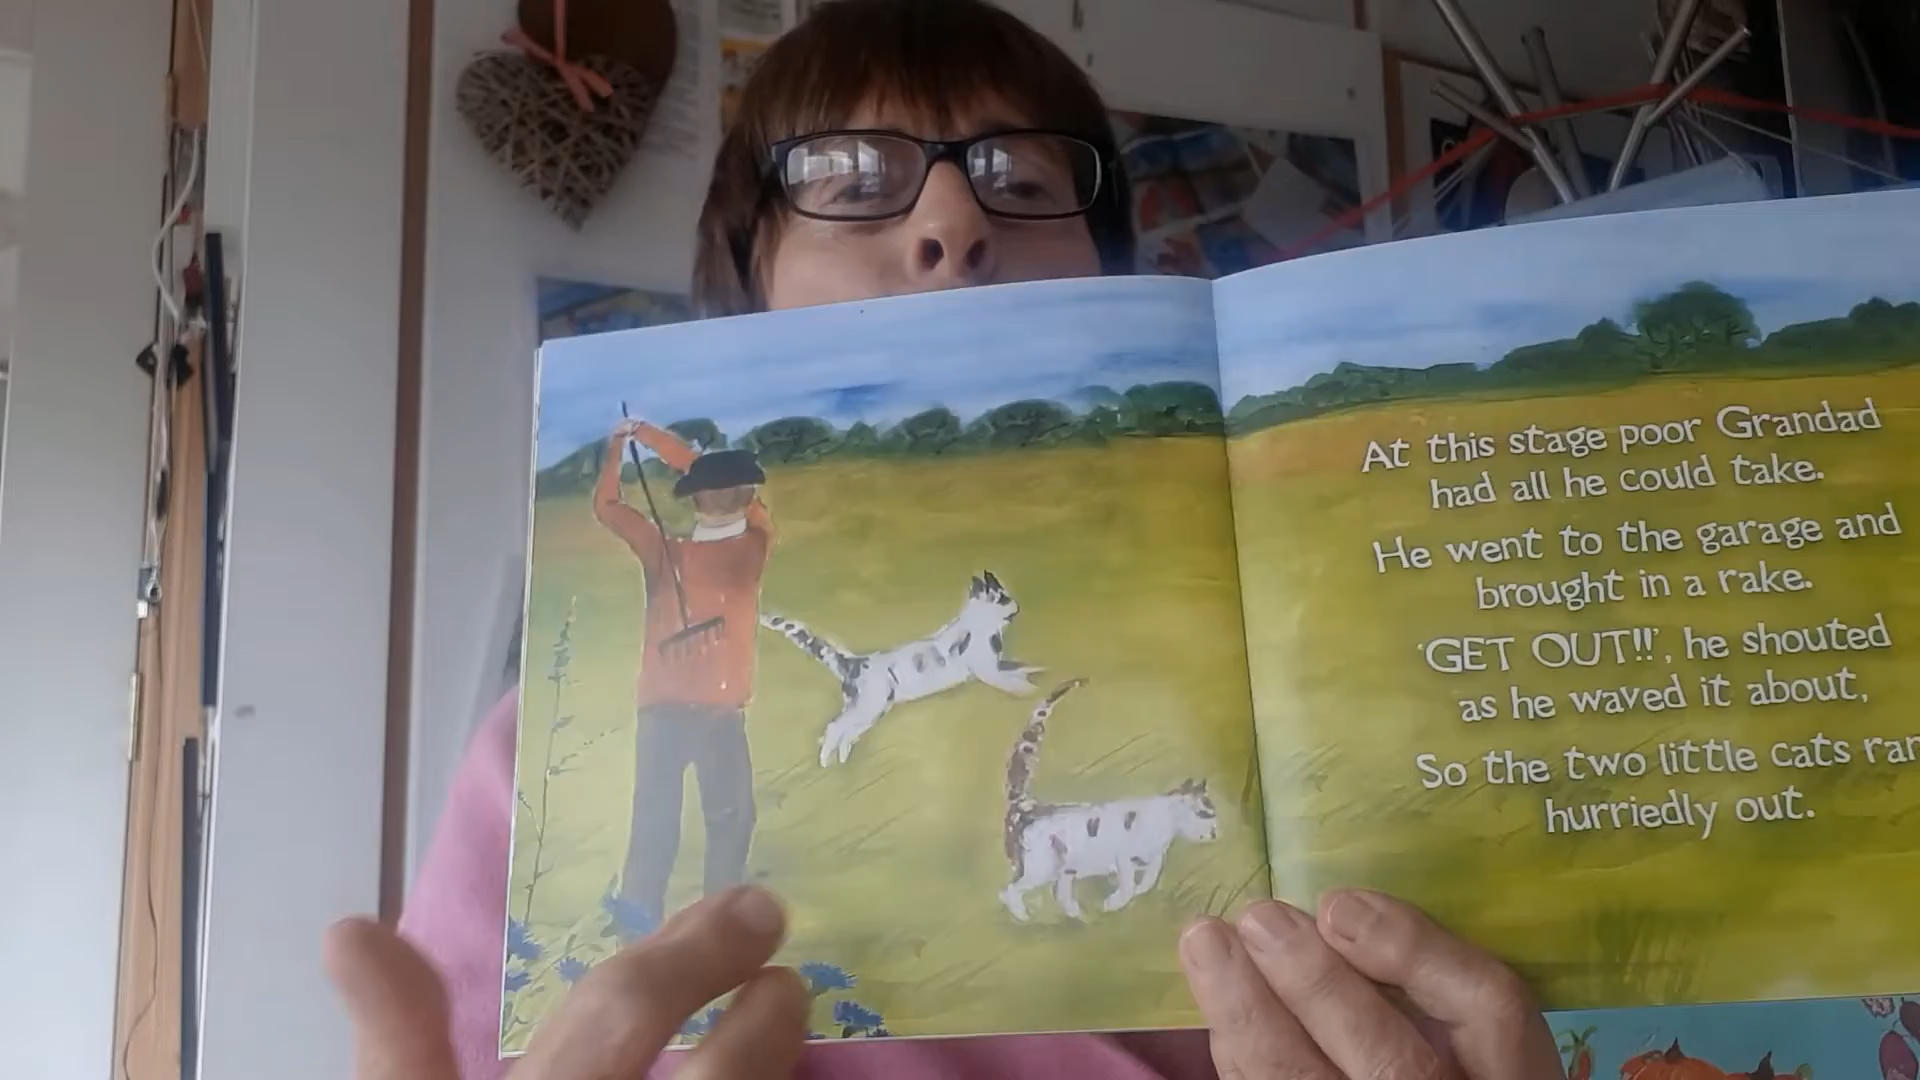 At this stage poor Grandad
had all he could take.
He went to the garage and
brought in a rake.
'GET OUT!!', he shouted
as he waved it about,
So the two little cats ran
hurriedly out.